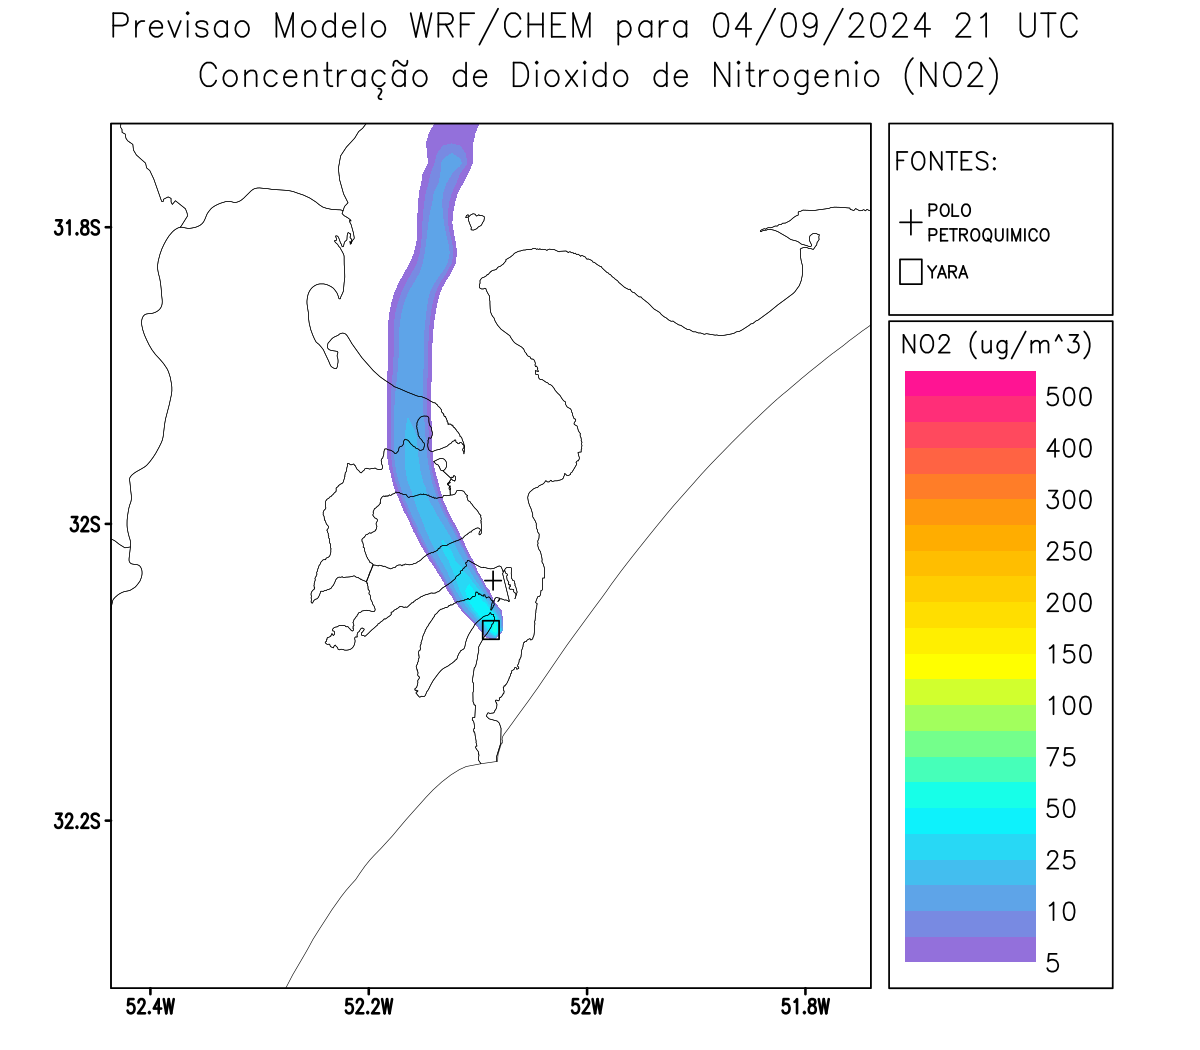 Previsao Modelo WRF/CHEM para 04/09/2024 21 UTC
Concentração de Dioxido de Nitrogenio (NO2)
FONTES:
POLO
PETROQUIMICO
YARA
NO2 (ug/m^3)
500
400
300
250
200
150
100
75
50
25
10
5
31.8S
32S
32.2S
52.4W
52.2W
52W
51.8W